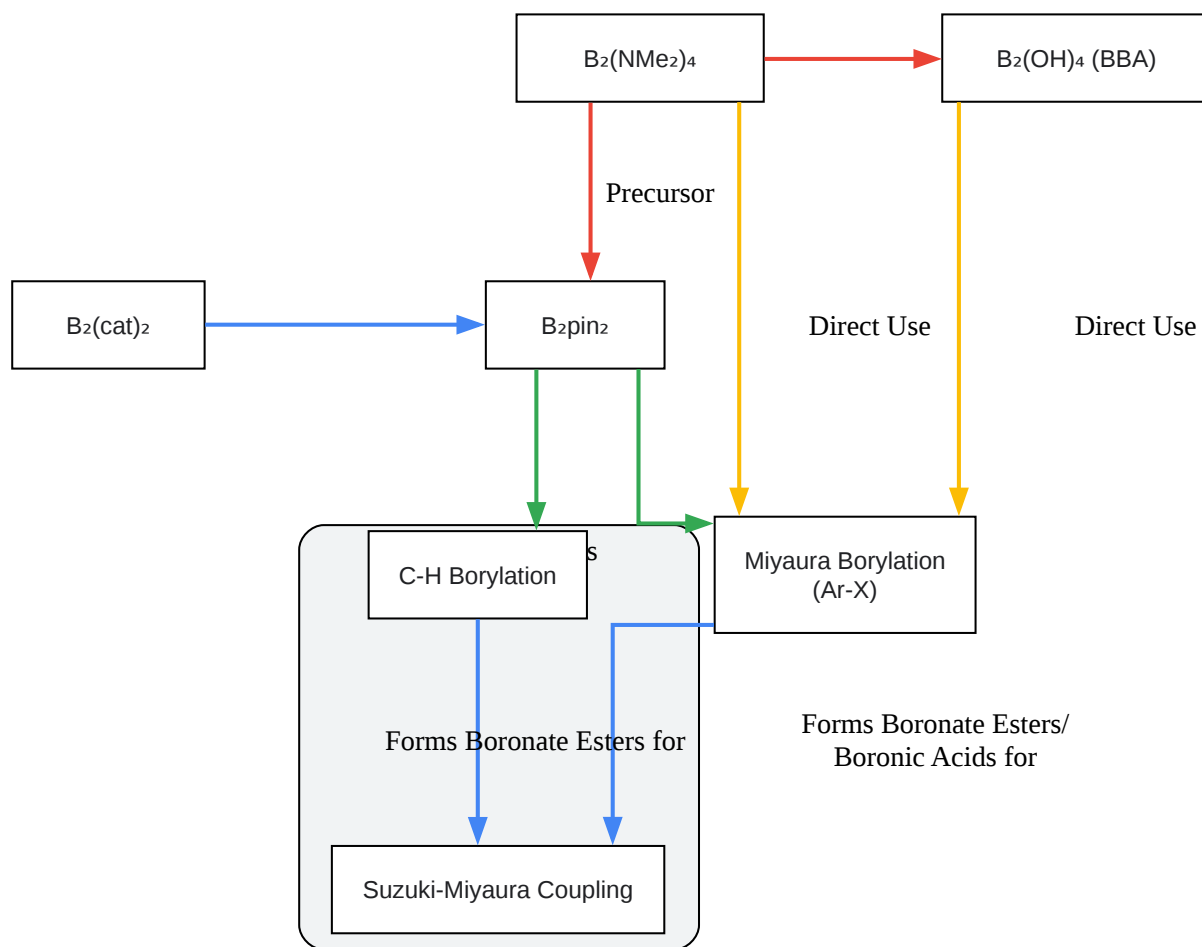 B₂(NMe₂)₄
B₂(OH)₄ (BBA)
Precursor
B₂(cat)₂
B₂pin₂
Direct Use
Direct Use
C-H Borylation
Miyaura Borylation
(Ar-X)
Forms Boronate Esters for
Forms Boronate Esters/
Boronic Acids for
Suzuki-Miyaura Coupling